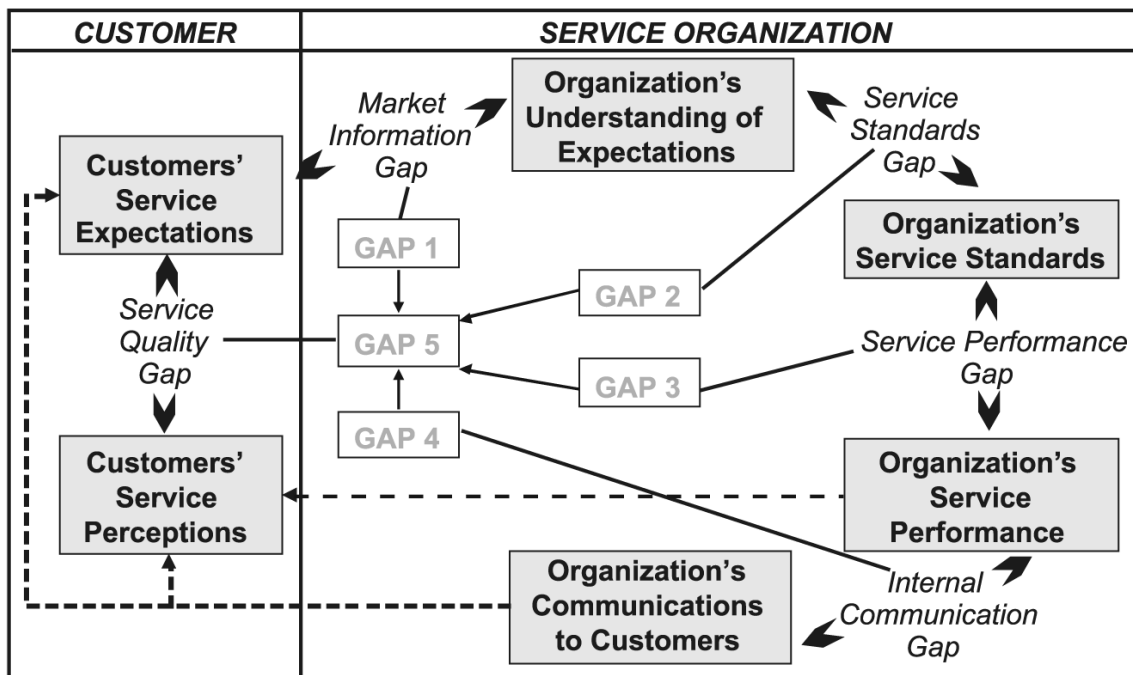 CUSTOMER
SERVICE ORGANIZATION
Organization's
Understanding of
Expectations
Market
Information
Gap
Service
Standards
Gap
Customers'
Service
Expectations
Organization's
Service Standards
GAP 1
GAP 2
Service
Quality
Gap
GAP 5
Service Performance
Gap
GAP 3
GAP 4
Customers'
Service
Perceptions
Organization's
Service
Performance
Organization's
Communications
to Customers
Internal
Communication
Gap